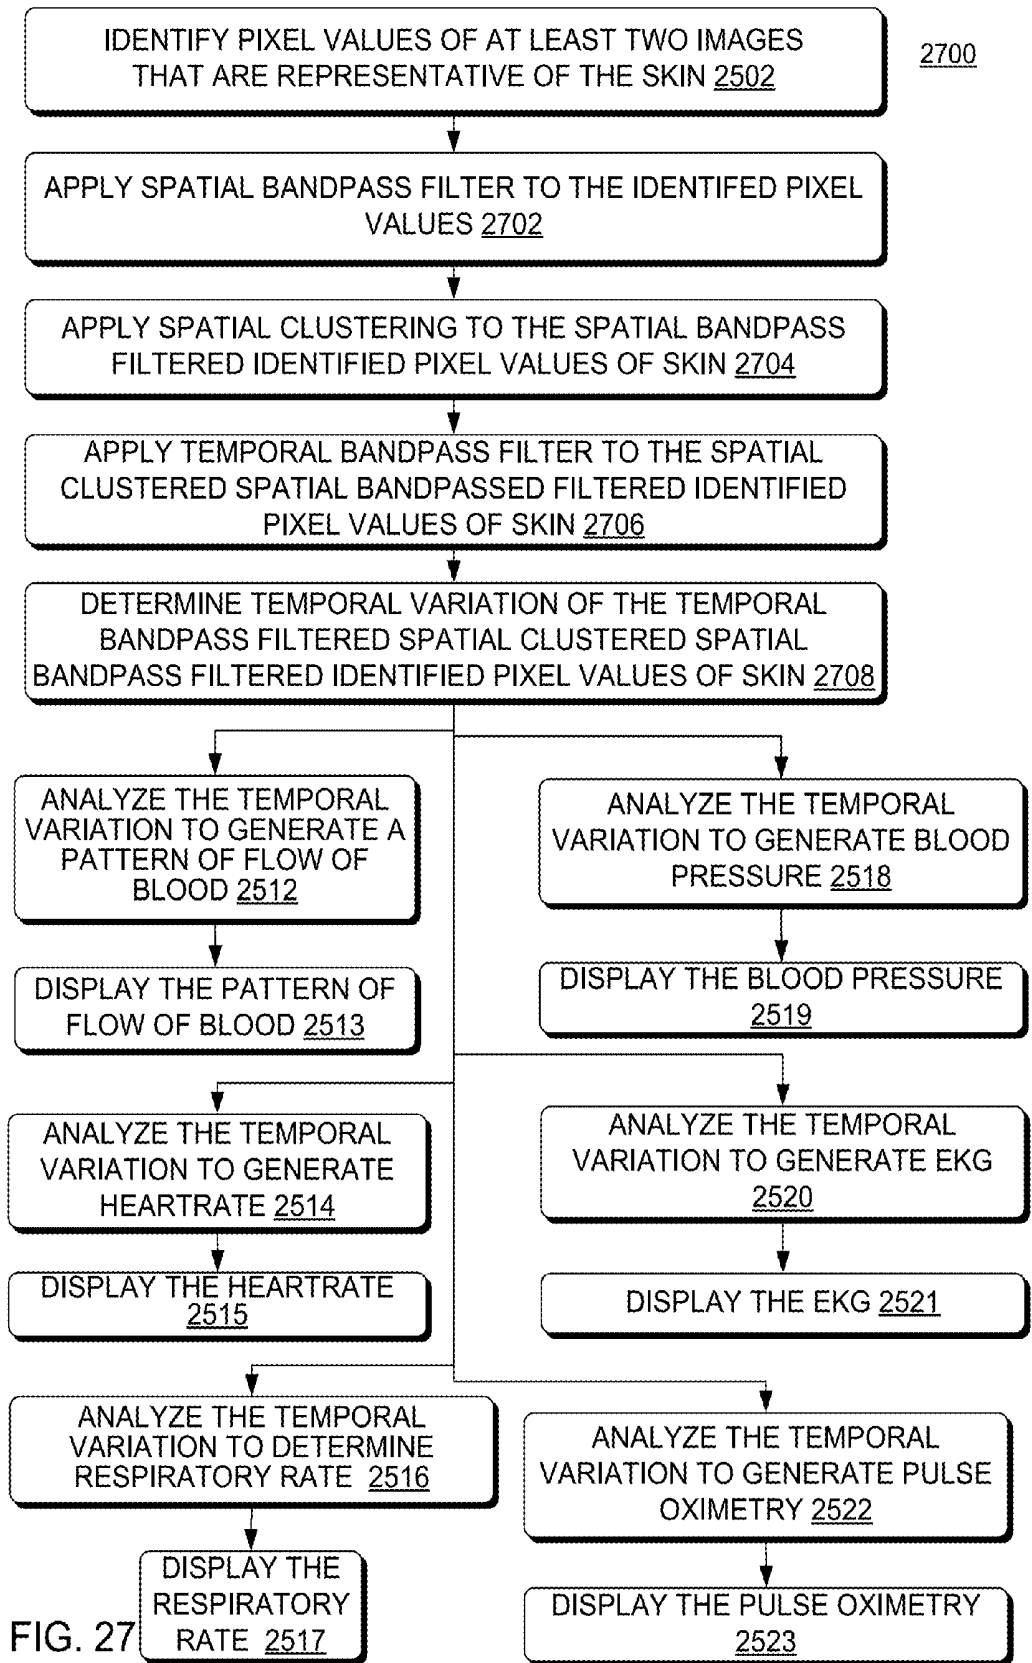 IDENTIFY PIXEL VALUES OF AT LEAST TWO IMAGES
THAT ARE REPRESENTATIVE OF THE SKIN 2502
2700
APPLY SPATIAL BANDPASS FILTER TO THE IDENTIFED PIXEL
VALUES 2702
APPLY SPATIAL CLUSTERING TO THE SPATIAL BANDPASS
FILTERED IDENTIFIED PIXEL VALUES OF SKIN 2704
APPLY TEMPORAL BANDPASS FILTER TO THE SPATIAL
CLUSTERED SPATIAL BANDPASSED FILTERED IDENTIFIED
PIXEL VALUES OF SKIN 2706
DETERMINE TEMPORAL VARIATION OF THE TEMPORAL
BANDPASS FILTERED SPATIAL CLUSTERED SPATIAL
BANDPASS FILTERED IDENTIFIED PIXEL VALUES OF SKIN 2708
ANALYZE THE TEMPORAL
VARIATION TO GENERATE A
PATTERN OF FLOW OF
BLOOD 2512
DISPLAY THE PATTERN OF
FLOW OF BLOOD 2513
ANALYZE THE TEMPORAL
VARIATION TO GENERATE BLOOD
PRESSURE 2518
DISPLAY THE BLOOD PRESSURE
2519
ANALYZE THE TEMPORAL
VARIATION TO GENERATE
HEARTRATE 2514
DISPLAY THE HEARTRATE
2515
ANALYZE THE TEMPORAL
VARIATION TO GENERATE EKG
2520
DISPLAY THE EKG 2521
ANALYZE THE TEMPORAL
VARIATION TO DETERMINE
RESPIRATORY RATE 2516
DISPLAY THE
RESPIRATORY
RATE 2517
ANALYZE THE TEMPORAL
VARIATION TO GENERATE PULSE
OXIMETRY 2522
DISPLAY THE PULSE OXIMETRY
2523
FIG. 27